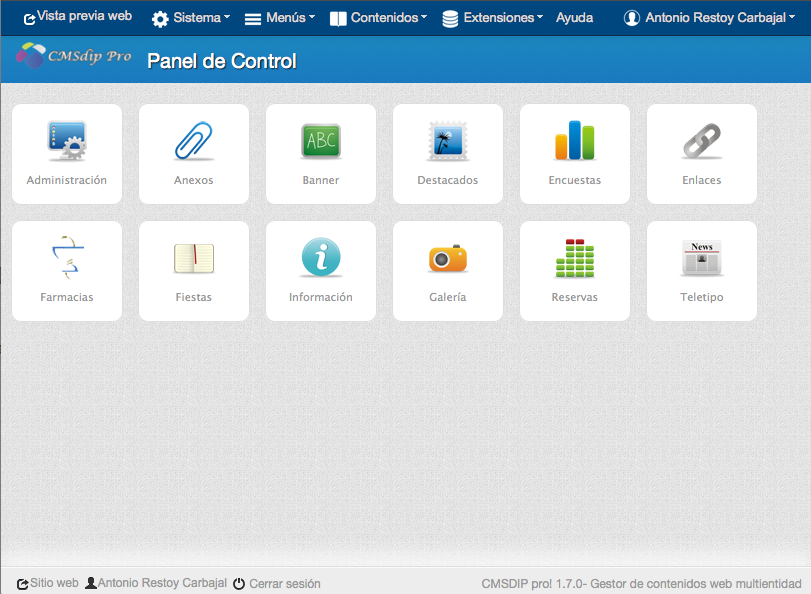 Vista previa web Sistema Menús Contenidos Extensiones Ayuda Antonio Restoy Carbajal
CMSdip Pro Panel de Control
ABC
Administración Anexos Banner Destacados Encuestas Enlaces
News
Farmacias Fiestas Información Galería Reservas Teletipo
Sitio web Antonio Restoy Carbajal Cerrar sesión CMSDIP pro! 1.7.0- Gestor de contenidos web multientidad